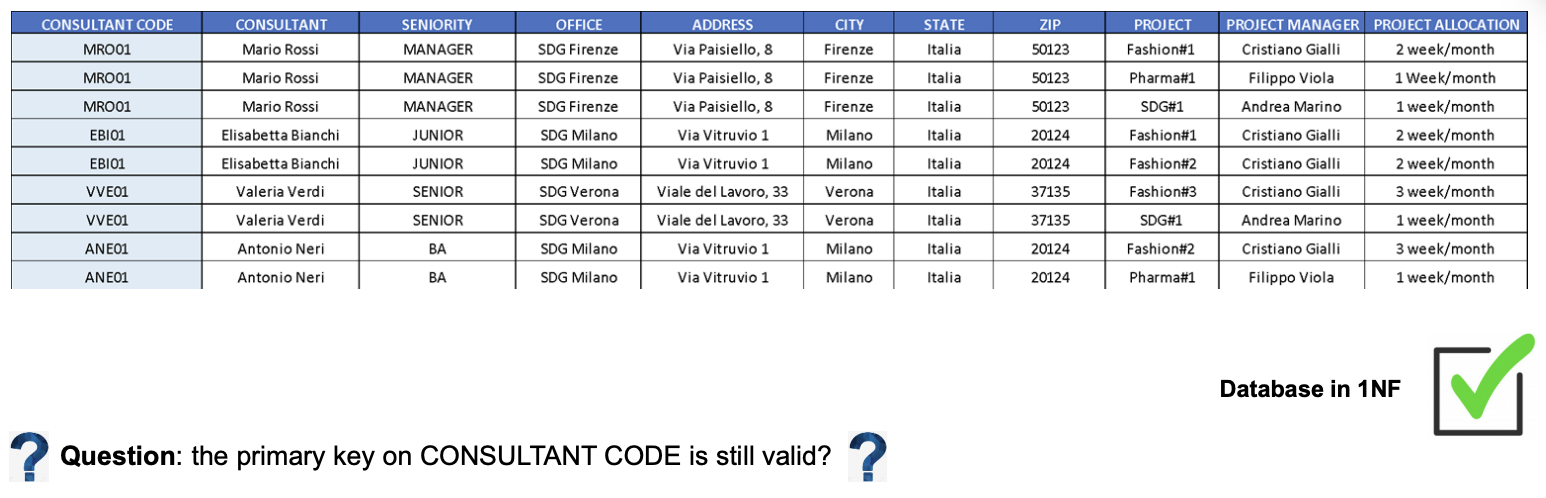 CONSULTANT CODE CONSULTANT SENIORITY OFFICE ADDRESS CITY STATE ZIP PROJECT PROJECT MANAGER PROJECT ALLOCATION
MRO01 Mario Rossi MANAGER SDG Firenze Via Paisiello, 8 Firenze Italia 50123 Fashion#1 Cristiano Gialli 2 week/month
MRO01 Mario Rossi MANAGER SDG Firenze Via Paisiello, 8 Firenze Italia 50123 Pharma#1 Filippo Viola 1 Week/month
MRO01 Mario Rossi MANAGER SDG Firenze Via Paisiello, 8 Firenze Italia 50123 SDG#1 Andrea Marino 1 week/month
EBI01 Elisabetta Bianchi JUNIOR SDG Milano Via Vitruvio 1 Milano Italia 20124 Fashion#1 Cristiano Gialli 2 week/month
EBI01 Elisabetta Bianchi JUNIOR SDG Milano Via Vitruvio 1 Milano Italia 20124 Fashion#2 Cristiano Gialli 2 week/month
VVE01 Valeria Verdi SENIOR SDG Verona Viale del Lavoro, 33 Verona Italia 37135 Fashion#3 Cristiano Gialli 3 week/month
VVE01 Valeria Verdi SENIOR SDG Verona Viale del Lavoro, 33 Verona Italia 37135 SDG#1 Andrea Marino 1 week/month
ANE01 Antonio Neri BA SDG Milano Via Vitruvio 1 Milano Italia 20124 Fashion#2 Cristiano Gialli 3 week/month
ANE01 Antonio Neri BA SDG Milano Via Vitruvio 1 Milano Italia 20124 Pharma#1 Filippo Viola 1 week/month
Database in 1NF
? Question: the primary key on CONSULTANT CODE is still valid? ?